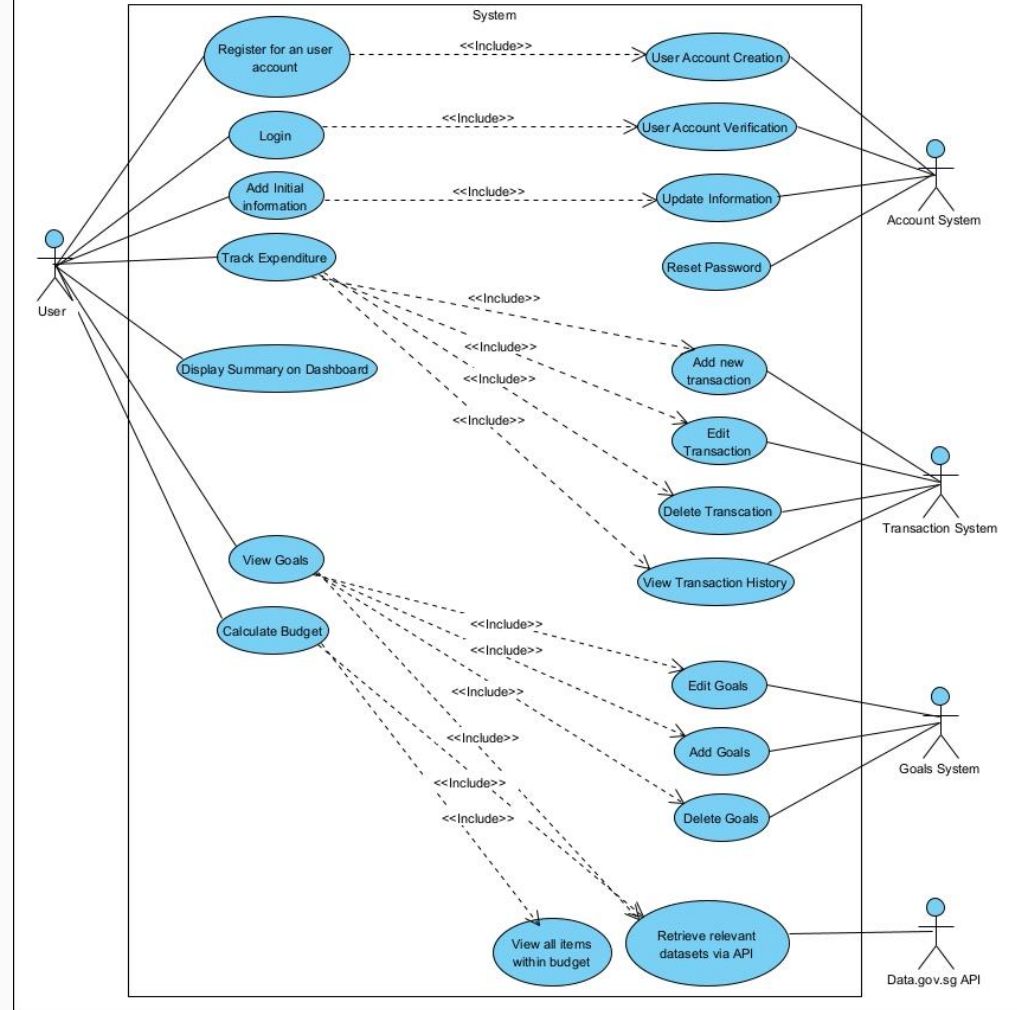 System
Register for an user
account
<<Include>>
User Account Creation
Login
<<Include>>
User Account Verification
Add Initial
information
<<Include>>
Update Information
Account System
Track Expenditure
Reset Password
User
<<Include>>
<<Include>>
<<Include>>
<<Include>>
Display Summary on Dashboard
Add new
transaction
Edit
Transaction
Delete Transcation
View Transaction History
Transaction System
View Goals
Calculate Budget
<<Include>>
<<Include>>
<<Include>>
<<Include>>
<<Include>>
<<Include>>
Edit Goals
Add Goals
Delete Goals
Goals System
View all items
within budget
Retrieve relevant
datasets via API
Data.gov.sg API